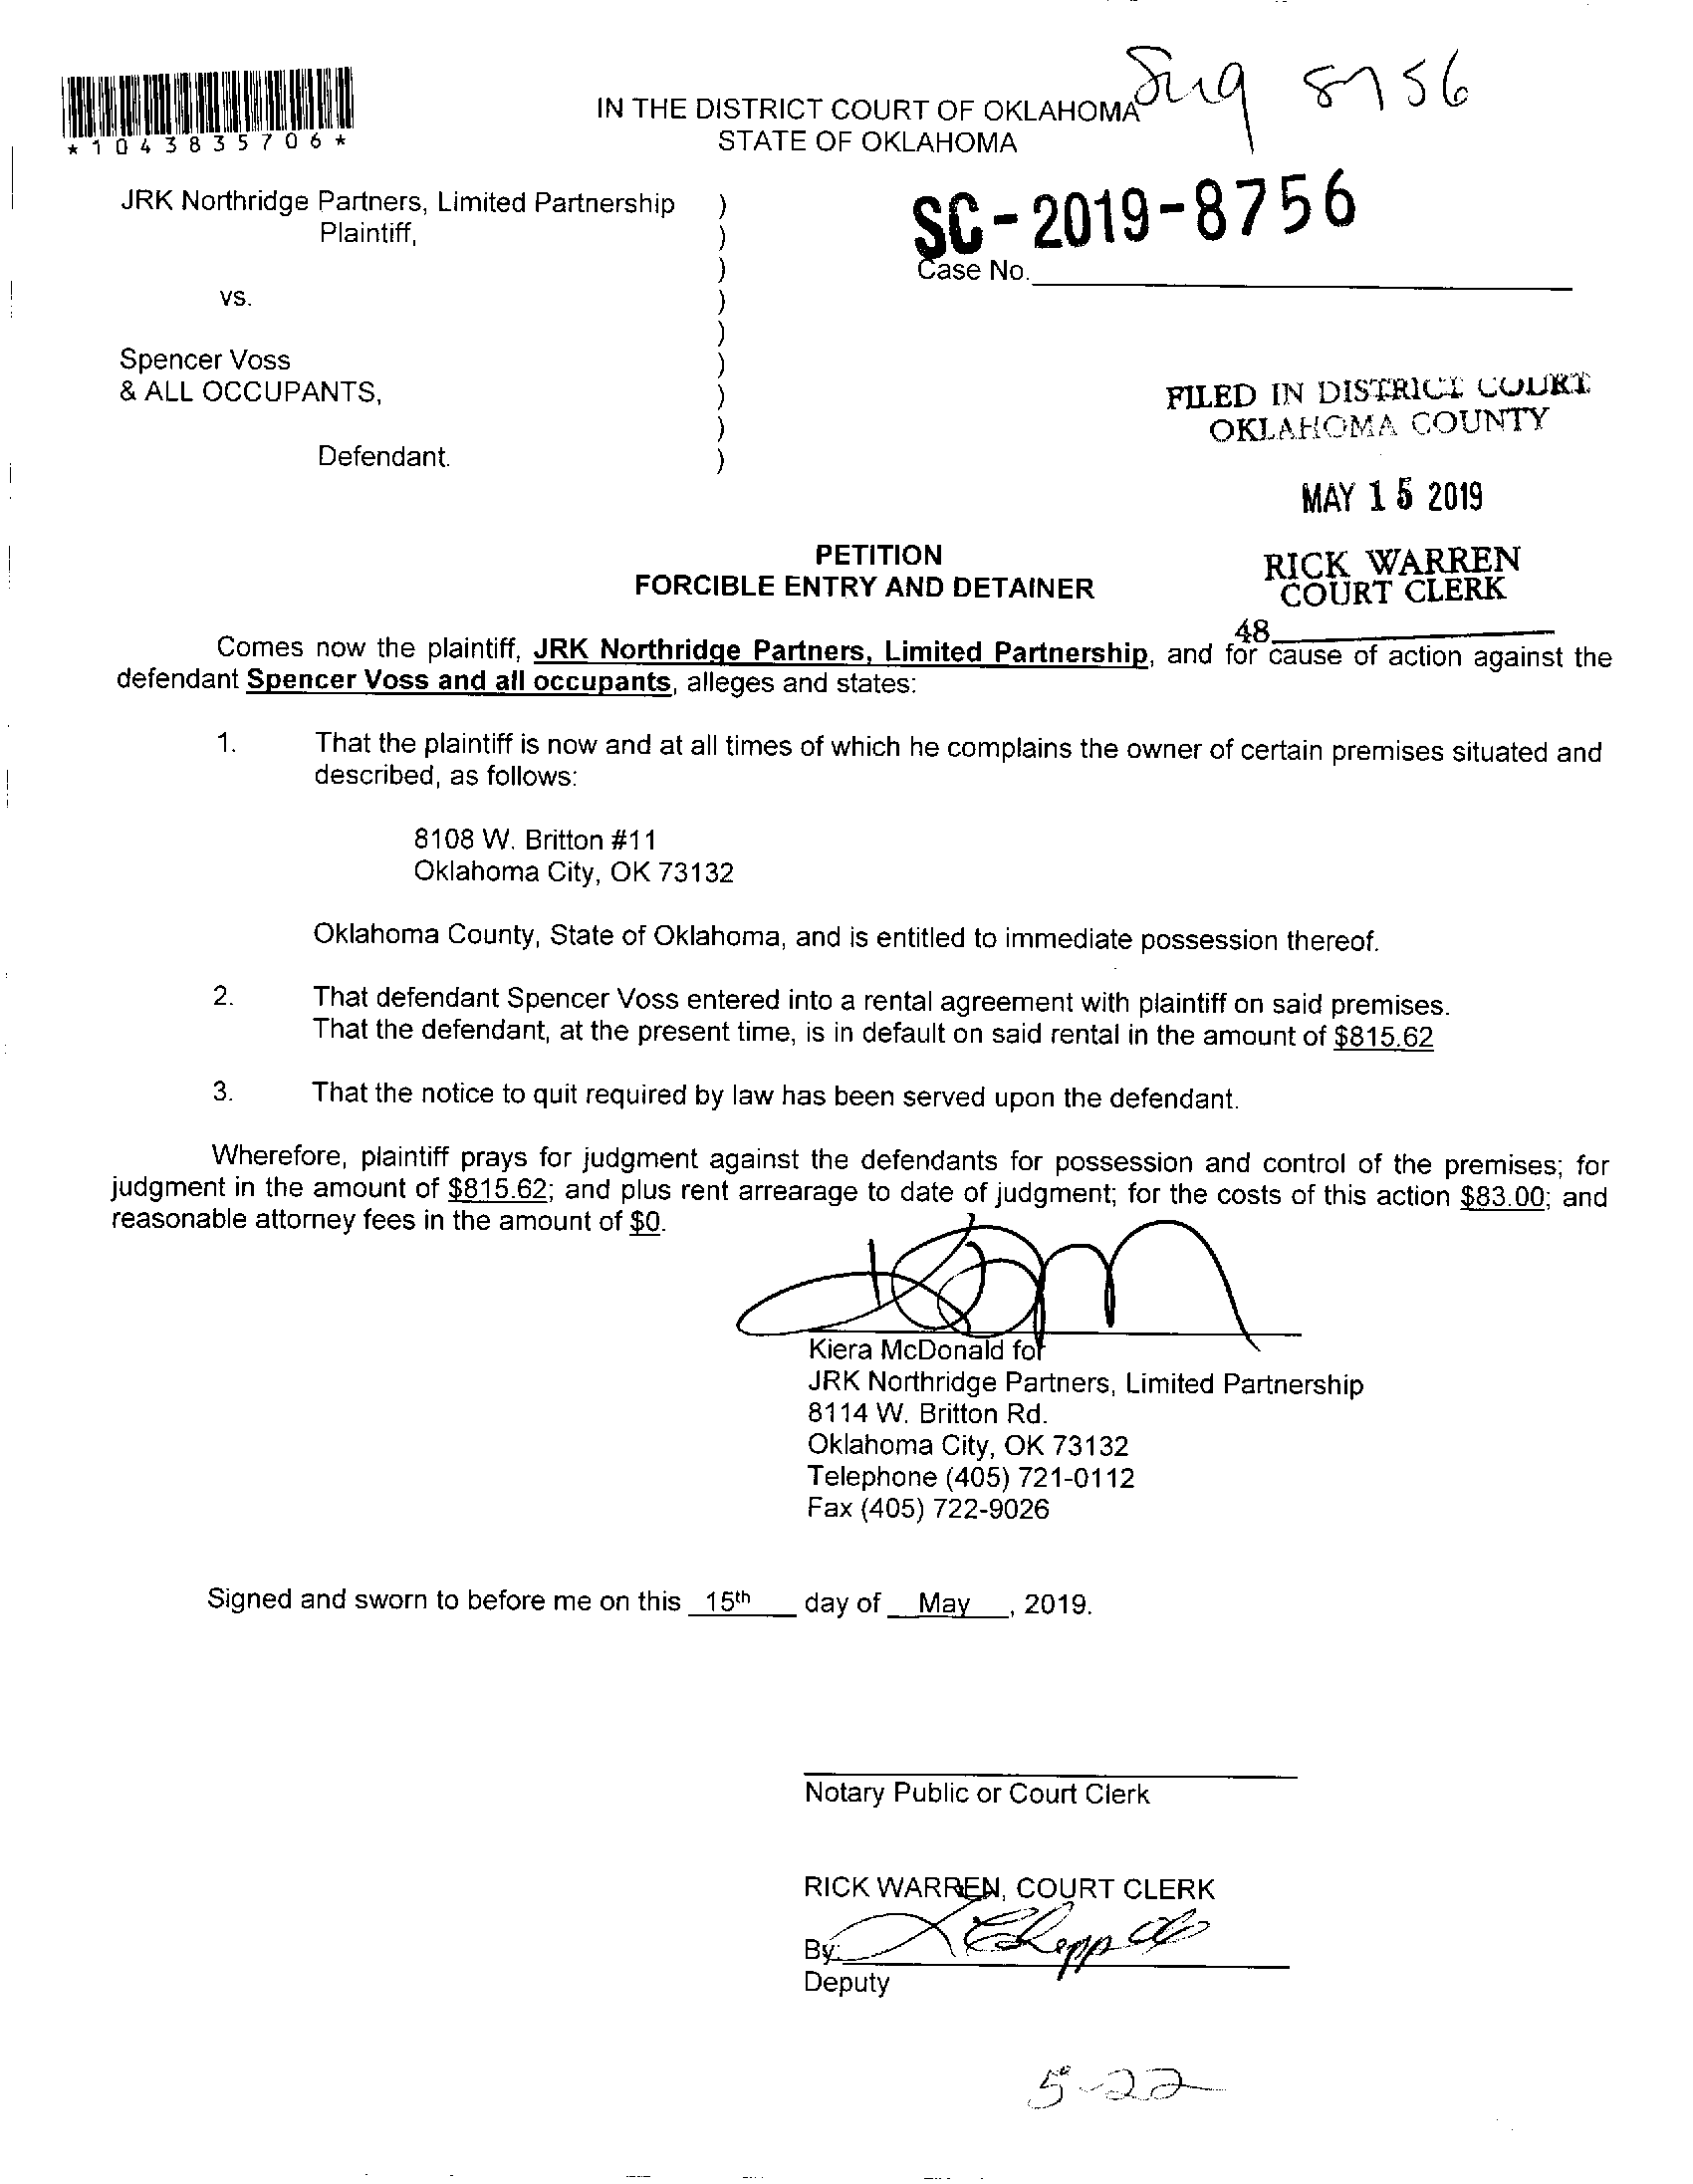 8756
*1043835706*
IN THE DISTRICT COURT OF OKLAHOMA
STATE OF OKLAHOMA
JRK Northridge Partners, Limited Partnership )
Plaintiff, )
SC-2019-8756
) Case No.
vs. )
)
Spencer Voss )
& ALL OCCUPANTS, )
)
Defendant. )
FILED IN DISTRICT COURT
OKLAHOMA COUNTY
MAY 15 2019
RICK WARREN
COURT CLERK
48
PETITION
FORCIBLE ENTRY AND DETAINER
Comes now the plaintiff, JRK Northridge Partners, Limited Partnership, and for cause of action against the
defendant Spencer Voss and all occupants, alleges and states:
1. That the plaintiff is now and at all times of which he complains the owner of certain premises situated and
described, as follows:
8108 W. Britton #11
Oklahoma City, OK 73132
Oklahoma County, State of Oklahoma, and is entitled to immediate possession thereof.
2. That defendant Spencer Voss entered into a rental agreement with plaintiff on said premises.
That the defendant, at the present time, is in default on said rental in the amount of $815.62
3. That the notice to quit required by law has been served upon the defendant.
Wherefore, plaintiff prays for judgment against the defendants for possession and control of the premises; for
judgment in the amount of $815.62; and plus rent arrearage to date of judgment; for the costs of this action $83.00; and
reasonable attorney fees in the amount of $0.
Kiera McDonald for
JRK Northridge Partners, Limited Partnership
8114 W. Britton Rd.
Oklahoma City, OK 73132
Telephone (405) 721-0112
Fax (405) 722-9026
Signed and sworn to before me on this 15th day of May, 2019.
Notary Public or Court Clerk
RICK WARREN, COURT CLERK
By:
Deputy
5-22